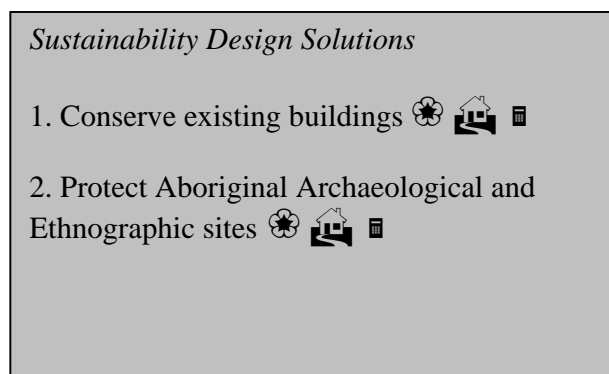 Sustainability Design Solutions
1. Conserve existing buildings
2. Protect Aboriginal Archaeological and
Ethnographic sites